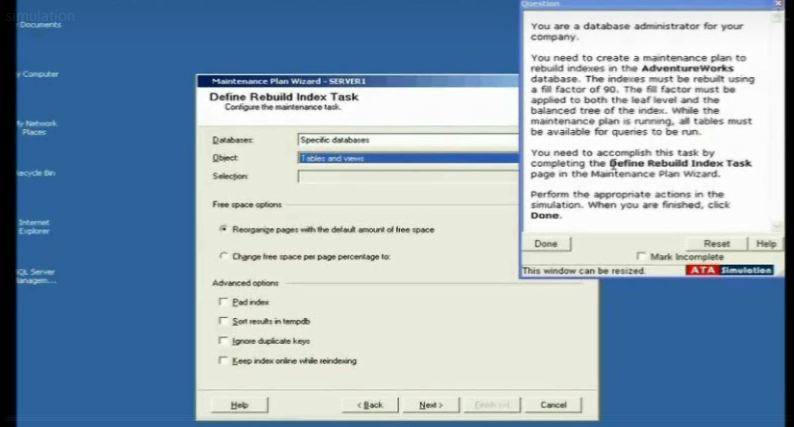 simulation
Documents
y Computer
y Network
Places
ecycle Bin
Internet
Explorer
QL Server
anagem...
Maintenance Plan Wizard - SERVER1
Define Rebuild Index Task
Configure the maintenance task.
Databases:
Specific databases
Object:
Tables and views
Selection:
Free space options
Reorganize pages with the default amount of free space
Change free space per page percentage to:
Advanced options
Pad index
Sort results in tempdb
Ignore duplicate keys
Keep index online while reindexing
Help
< Back
Next >
Cancel
Question
You are a database administrator for your
company.
You need to create a maintenance plan to
rebuild indexes in the AdventureWorks
database. The indexes must be rebuilt using
a fill factor of 90. The fill factor must be
applied to both the leaf level and the
balanced tree of the index. While the
maintenance plan is running, all tables must
be available for queries to be run.
You need to accomplish this task by
completing the Define Rebuild Index Task
page in the Maintenance Plan Wizard.
Perform the appropriate actions in the
simulation. When you are finished, click
Done.
Done
Reset
Help
Mark Incomplete
This window can be resized.
ATA Simulation